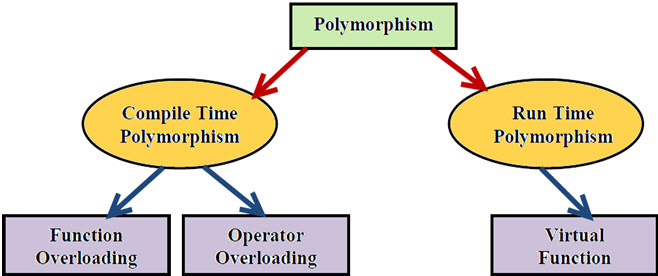 Polymorphism
Compile Time
Polymorphism
Run Time
Polymorphism
Function
Overloading
Operator
Overloading
Virtual
Function